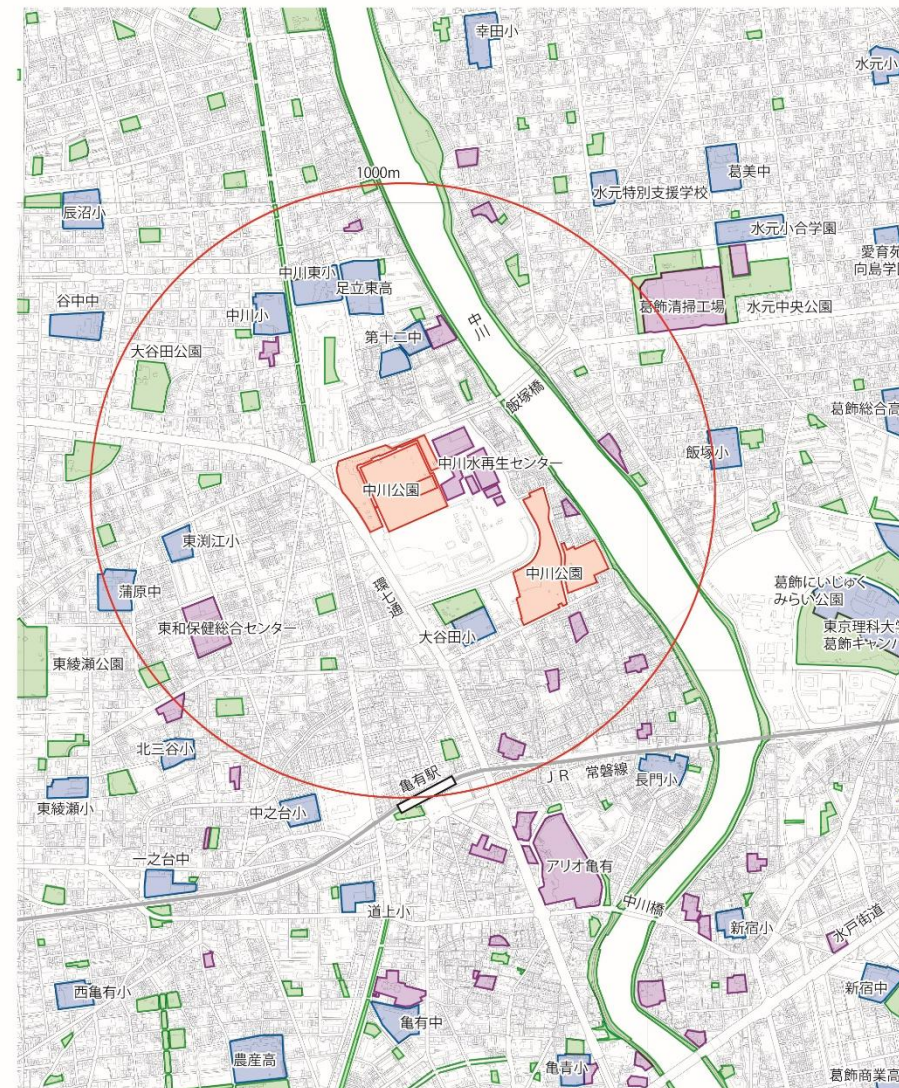 幸田小
水元小
1000m
葛美中
水元特別支援学校
辰沼小
水元小合学園
愛育苑
向島学園
中川東小
足立東高
谷中中
中川小
葛飾清掃工場
水元中央公園
中川
第十二中
大谷田公園
飯塚橋
葛飾総合高
飯塚小
中川水再生センター
中川公園
東渕江小
中川公園
葛飾にいじゅく
みらい公園
蒲原中
環七通
東京理科大学
葛飾キャンパ
東和保健総合センター
大谷田小
東綾瀬公園
北三谷小
亀有駅
JR 常磐線
長門小
東綾瀬小
中之台小
一之台中
アリオ亀有
道上小
中川橋
新宿小
水戸街道
西亀有小
新宿中
亀有中
農産高
亀青小
葛飾商業高